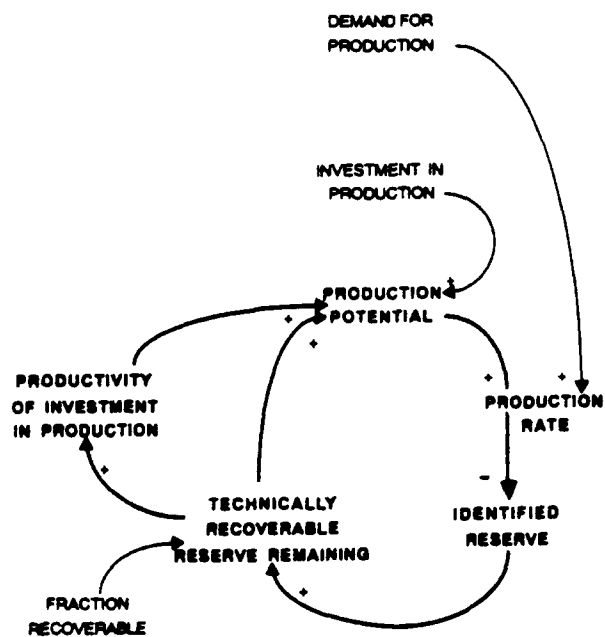 DEMAND FOR
PRODUCTION
INVESTMENT IN
PRODUCTION
+
PRODUCTION
POTENTIAL
+
+
+
+
PRODUCTIVITY
OF INVESTMENT
IN PRODUCTION
PRODUCTION
RATE
+
-
TECHNICALLY
RECOVERABLE
RESERVE REMAINING
IDENTIFIED
RESERVE
+
FRACTION
RECOVERABLE